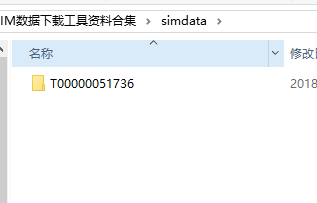 IM数据下载工具资料合集 > simdata >
名称 修改日
T00000051736 2018